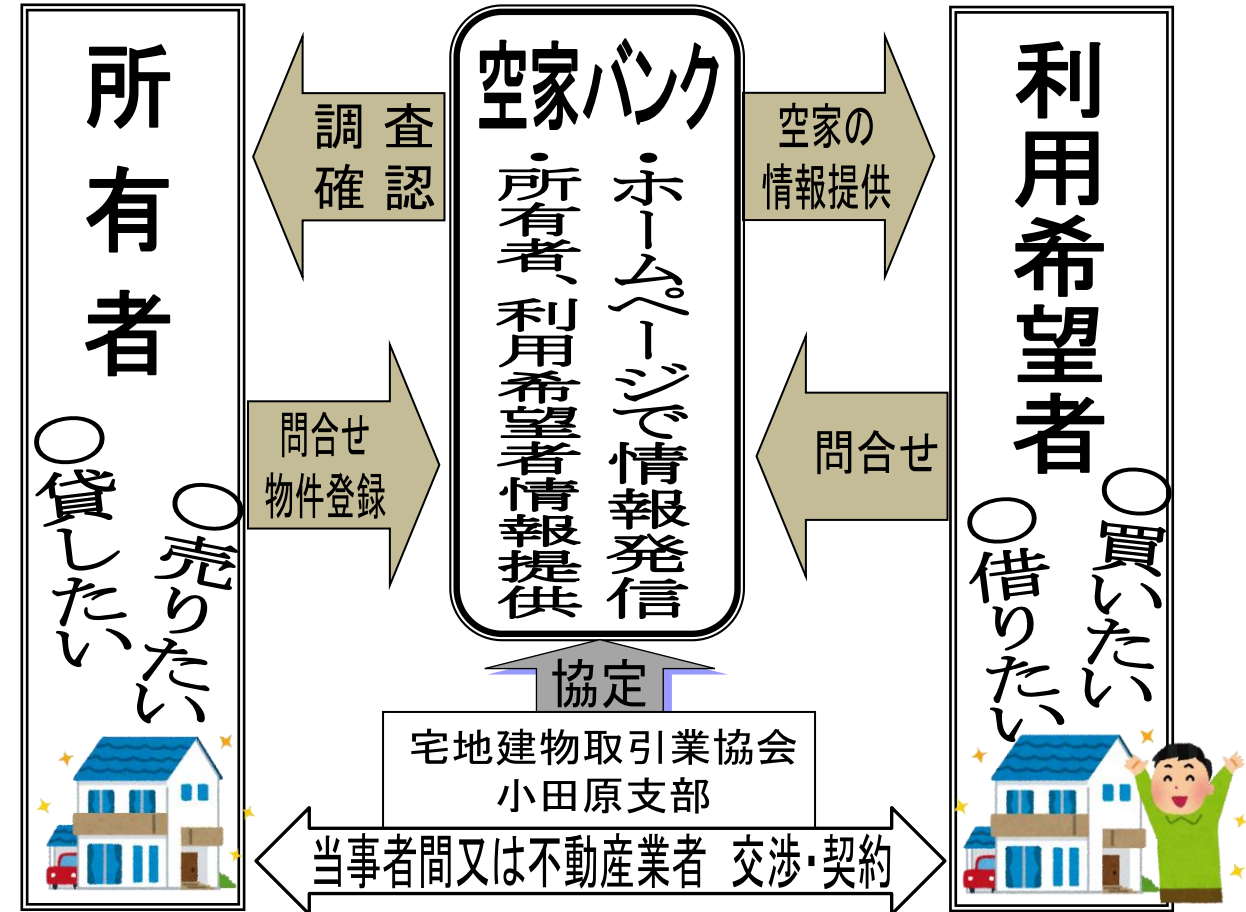 所有者
○売りたい
○貸したい
調査
確認
問合せ
物件登録
空家バンク
・ホームページで情報発信
・所有者、利用希望者情報提供
空家の
情報提供
問合せ
利用希望者
○買いたい
○借りたい
協定
宅地建物取引業協会
小田原支部
当事者間又は不動産業者　交渉・契約